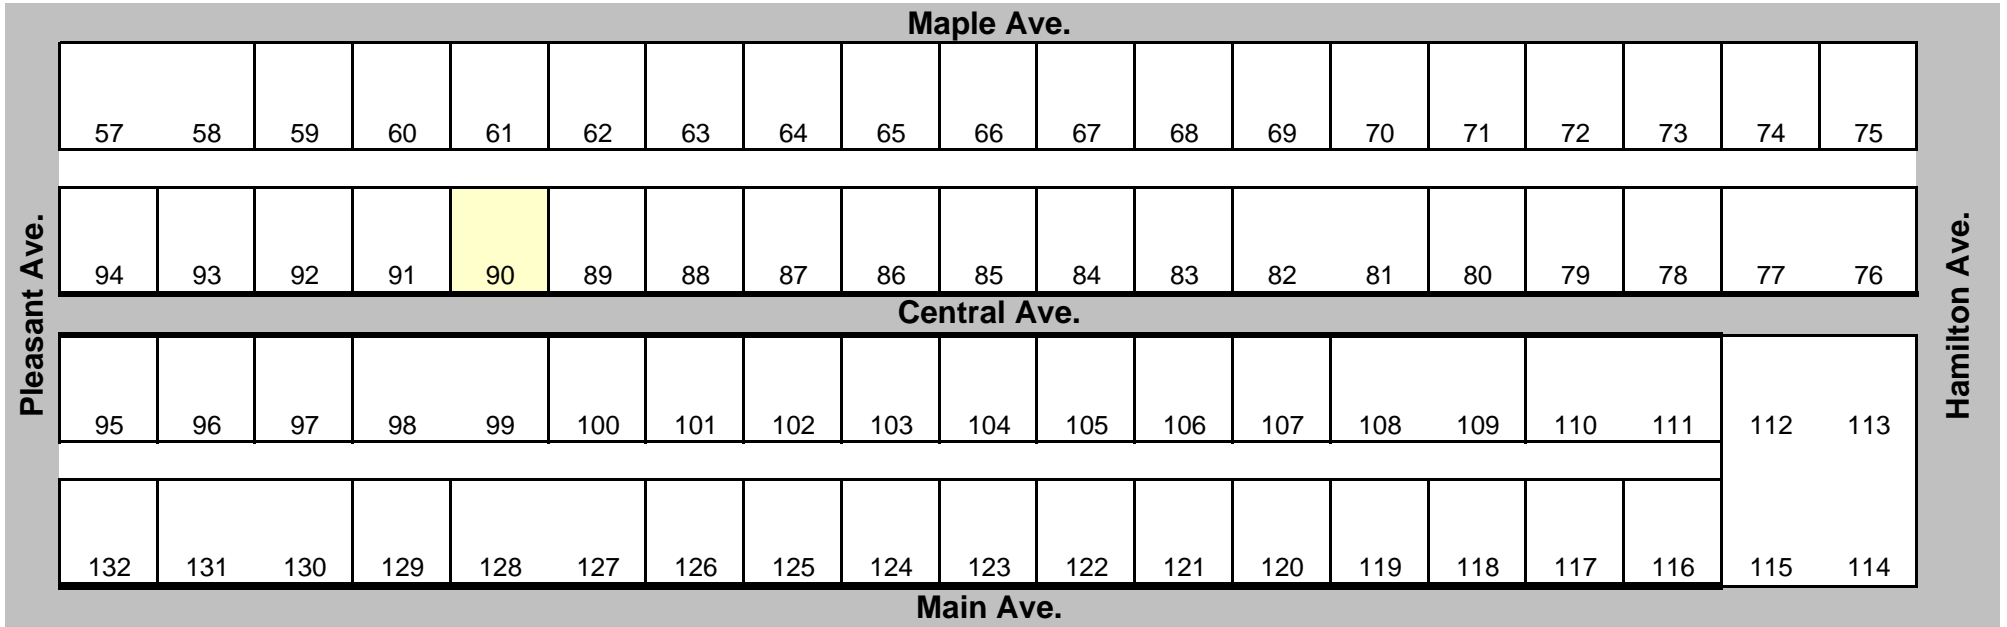 Maple Ave.
57 58 59 60 61 62 63 64 65 66 67 68 69 70 71 72 73 74 75
94 93 92 91 90 89 88 87 86 85 84 83 82 81 80 79 78 77 76
Pleasant Ave.
Central Ave.
Hamilton Ave.
95 96 97 98 99 100 101 102 103 104 105 106 107 108 109 110 111 112 113
132 131 130 129 128 127 126 125 124 123 122 121 120 119 118 117 116 115 114
Main Ave.